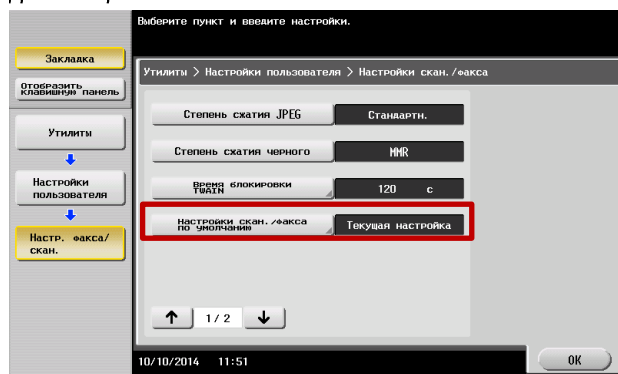 Выберите пункт и введите настройки.
Закладка
Отобразить
клавишную панель
Утилиты
Настройки
пользователя
Настр. факса/
скан.
Утилиты > Настройки пользователя > Настройки скан./факса
Степень сжатия JPEG
Стандартн.
Степень сжатия черного
MMR
Время блокировки
TWAIN
120 с
Настройки скан./факса
по умолчанию
Текущая настройка
1/ 2
10/10/2014 11:51
OK